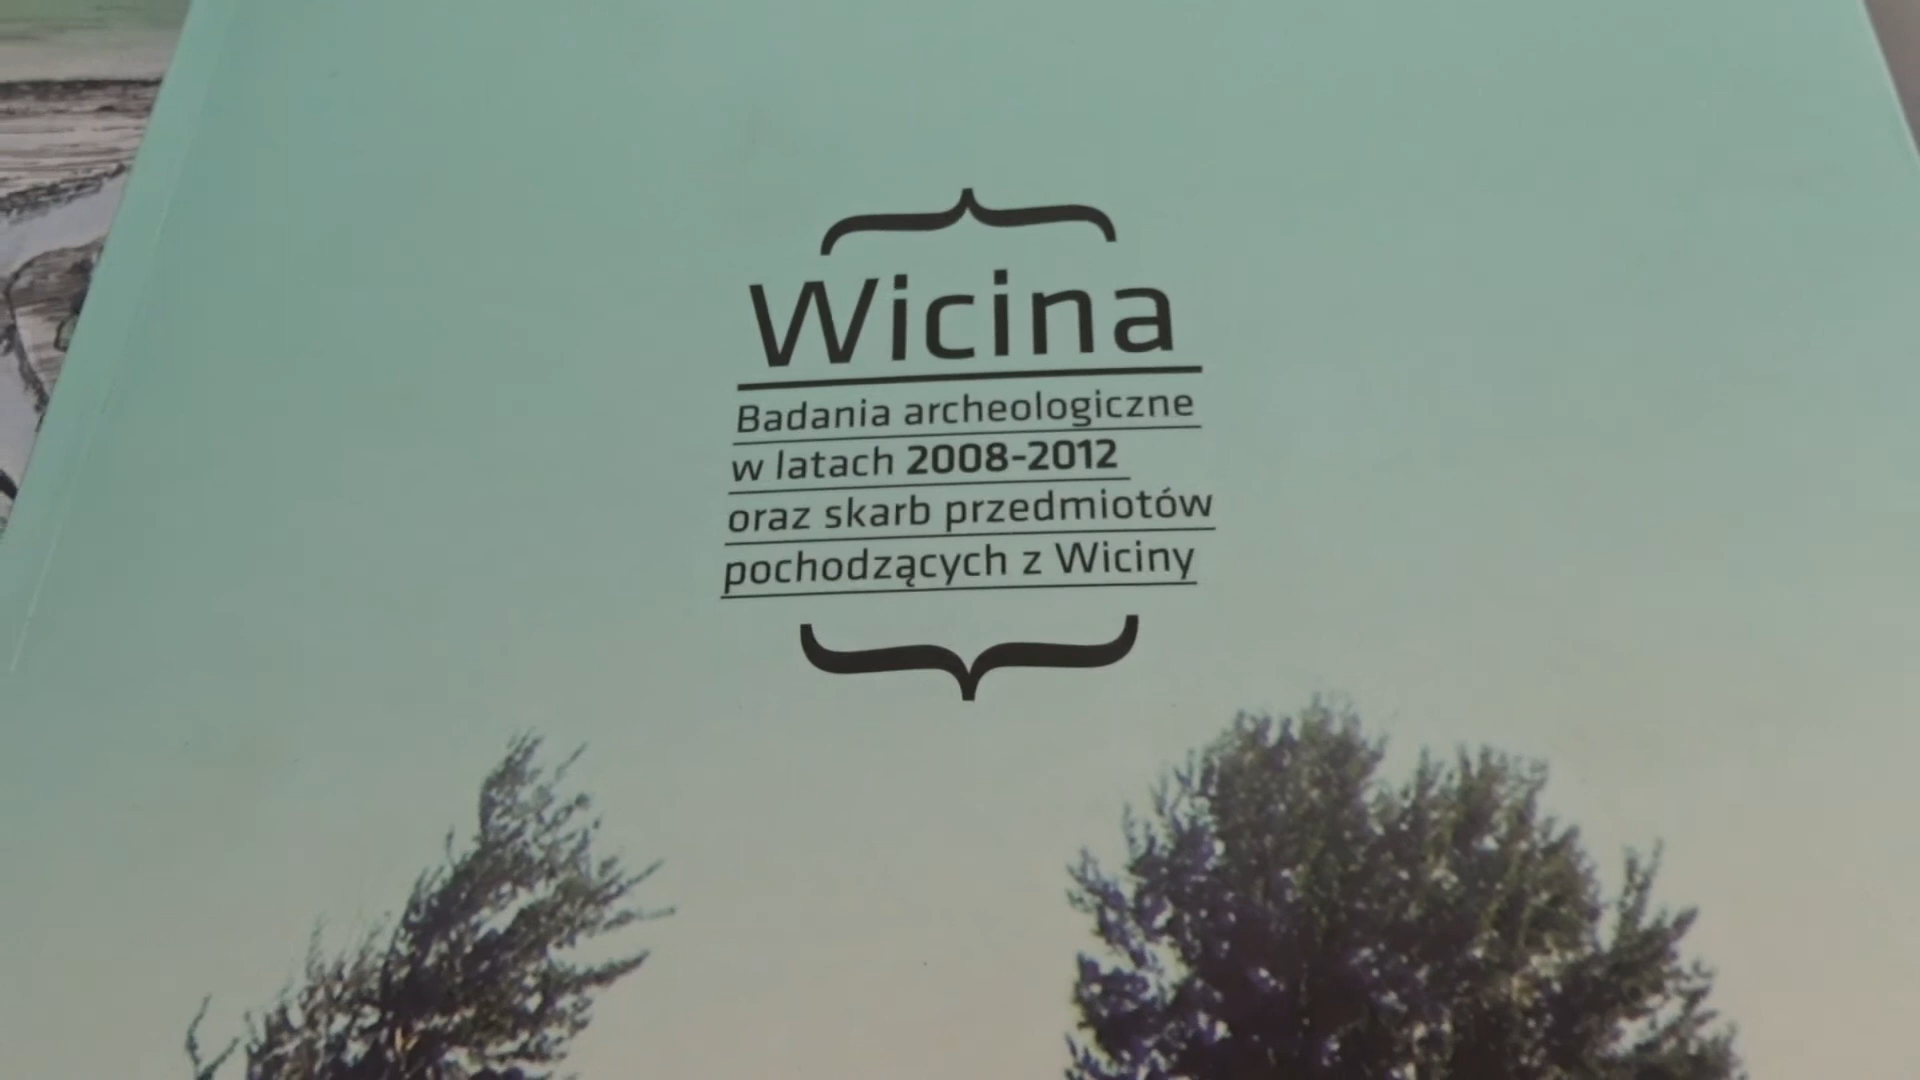 Wicina
Badania archeologiczne
w latach 2008-2012
oraz skarb przedmiotów
pochodzących z Wiciny